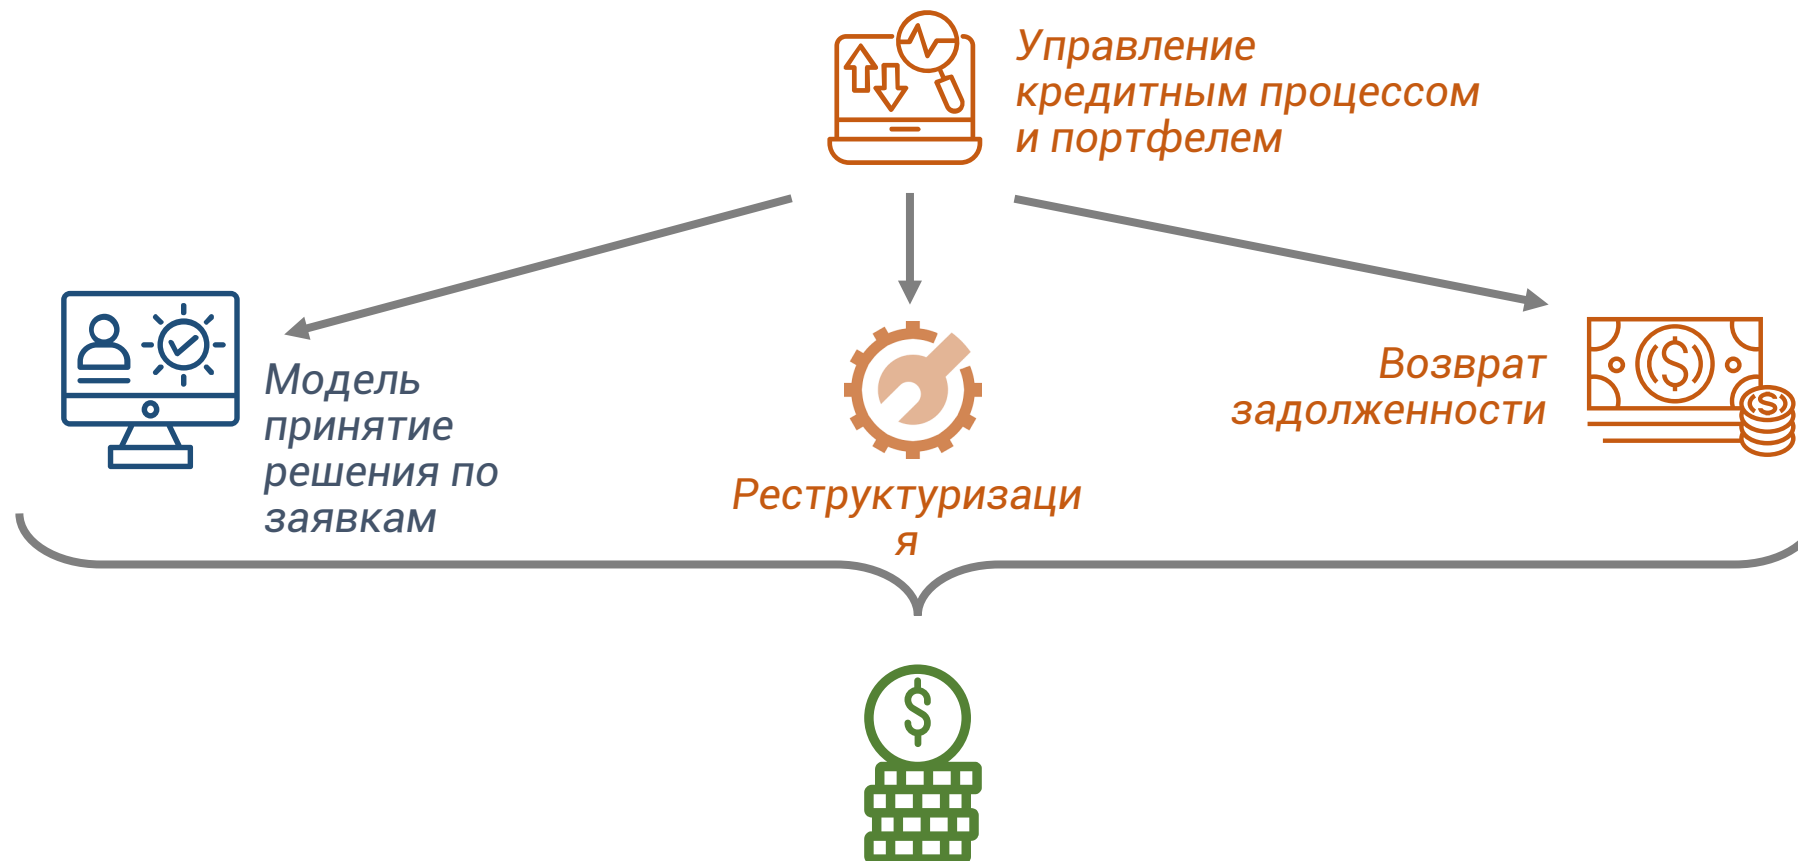 Управление
кредитным процессом
и портфелем
Модель
принятие
решения по
заявкам
Реструктуризаци
я
Возврат
задолженности